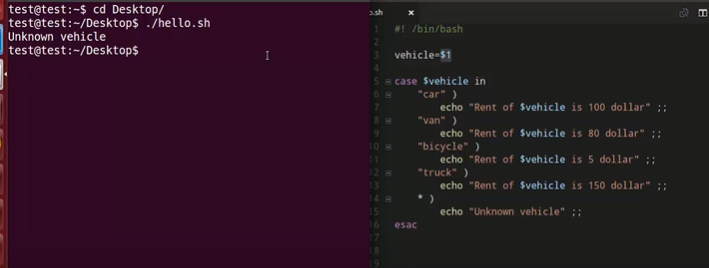 test@test:~$ cd Desktop/
test@test:~/Desktop$ ./hello.sh
Unknown vehicle
test@test:~/Desktop$
lo.sh
1 #! /bin/bash
2
3 vehicle=$1
4
5 case $vehicle in
6 "car" )
7 echo "Rent of $vehicle is 100 dollar" ;;
8 "van" )
9 echo "Rent of $vehicle is 80 dollar" ;;
10 "bicycle" )
11 echo "Rent of $vehicle is 5 dollar" ;;
12 "truck" )
13 echo "Rent of $vehicle is 150 dollar" ;;
14 * )
15 echo "Unknown vehicle" ;;
16 esac
17
18
19